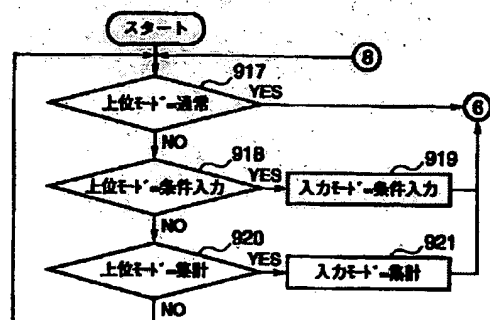 スタート
8
917
上位モード=通常
YES
6
NO
918
上位モード=条件入力
YES
919
入力モード=条件入力
NO
920
上位モード=集計
YES
921
入力モード=集計
NO